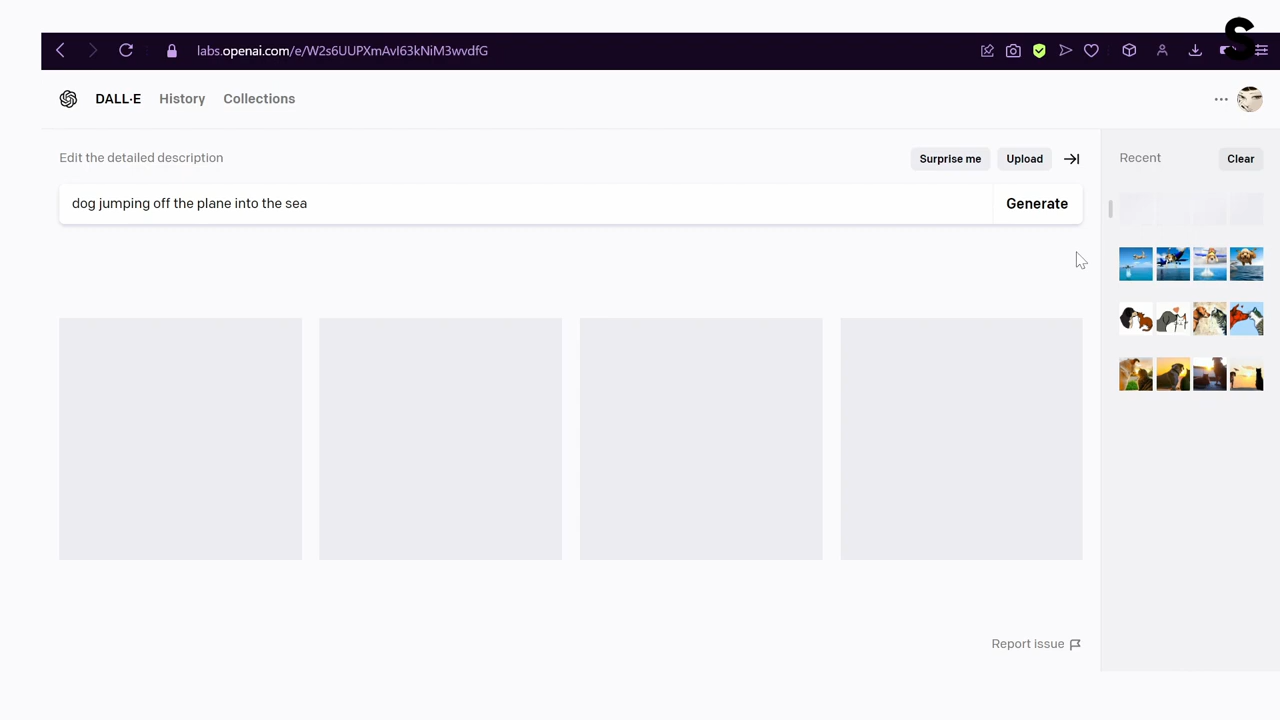 S
labs.openai.com/e/W2s6UUPXmAvl63kNiM3wvdfG
DALL·E History Collections
Edit the detailed description
Surprise me Upload
Recent Clear
dog jumping off the plane into the sea
Generate
Report issue